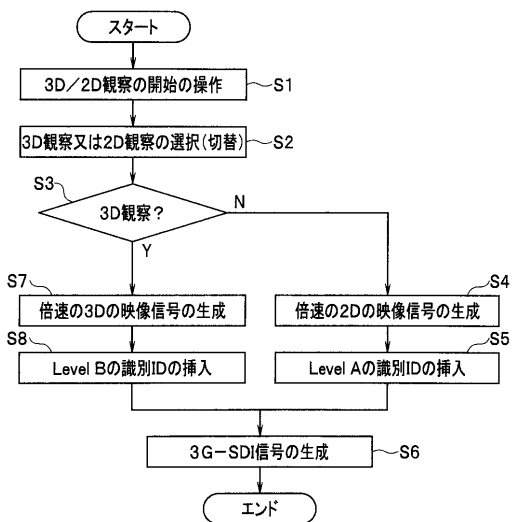 スタート
3D／2D観察の開始の操作
S1
3D観察又は2D観察の選択(切替)
S2
S3
3D観察？
N
Y
S7
倍速の3Dの映像信号の生成
S4
倍速の2Dの映像信号の生成
S8
Level Bの識別IDの挿入
S5
Level Aの識別IDの挿入
3G－SDI信号の生成
S6
エンド